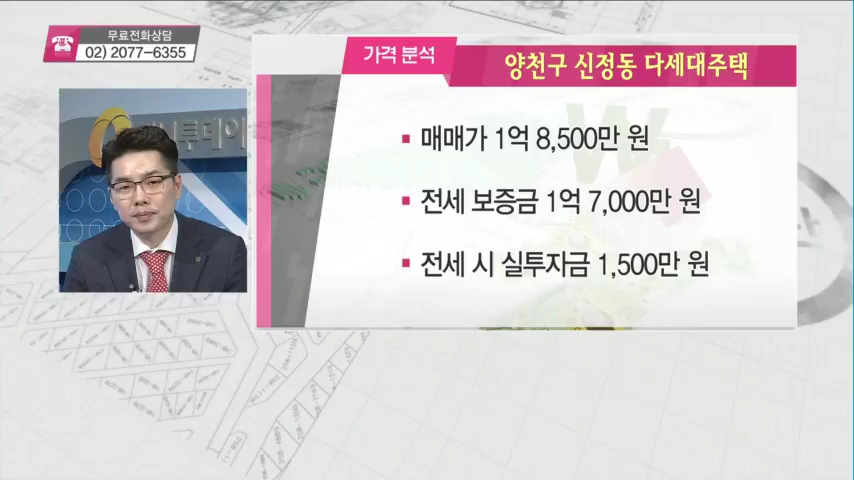 무료전화상담
02) 2077-6355
가격 분석
양천구 신정동 다세대주택
매매가 1억 8,500만 원
전세 보증금 1억 7,000만 원
전세 시 실투자금 1,500만 원
투데이